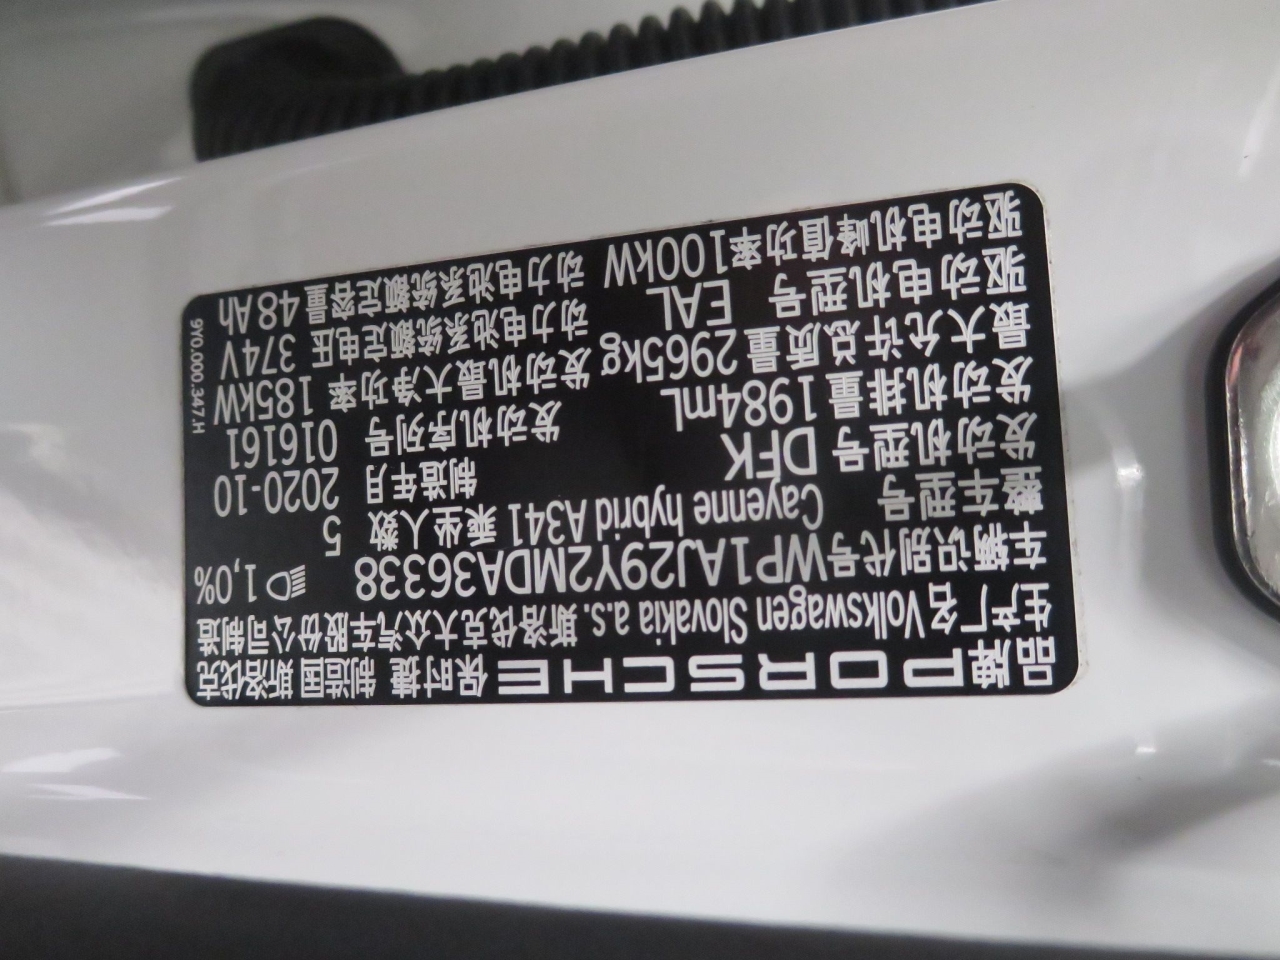 品牌 PORSCHE 保时捷 制造国 斯洛伐克
生产厂名 Volkswagen Slovakia a.s. 斯洛伐克大众汽车股份公司制造
车辆识别代号 WP1AJ29Y2MDA36338 1,0%
整车型号 Cayenne hybrid A341 乘坐人数 5
发动机型号 DFK 制造年月 2020-10
发动机排量 1984mL 发动机序列号 016161
最大允许总质量 2965kg 发动机最大净功率 185kW
驱动电机型号 EAL 动力电池系统额定电压 374V
驱动电机峰值功率 100kW 动力电池系统额定容量 48Ah
9Y0.000.347.H